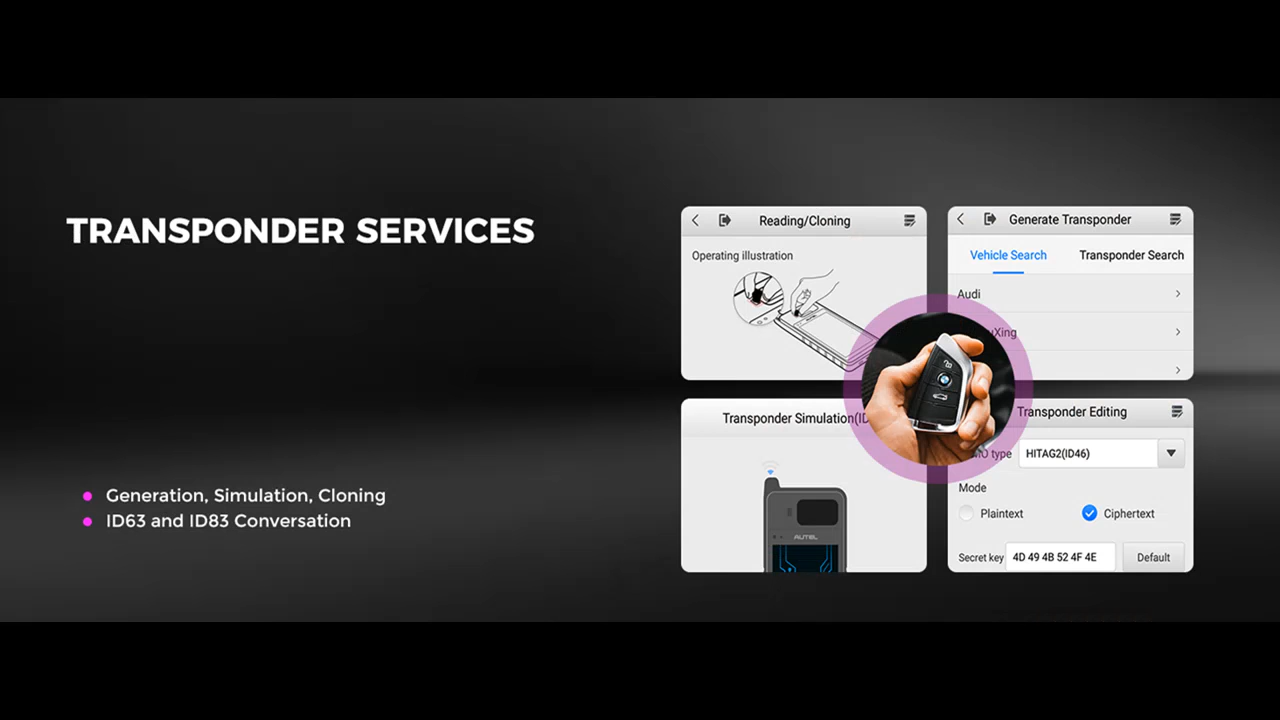 TRANSPONDER SERVICES
Generation, Simulation, Cloning
ID63 and ID83 Conversation
Reading/Cloning
Operating illustration
Generate Transponder
Vehicle Search
Transponder Search
Audi
Transponder Simulation(ID
AUTEL
Transponder Editing
type
HITAG2(ID46)
Mode
Plaintext
Ciphertext
Secret key
4D 49 4B 52 4F 4E
Default